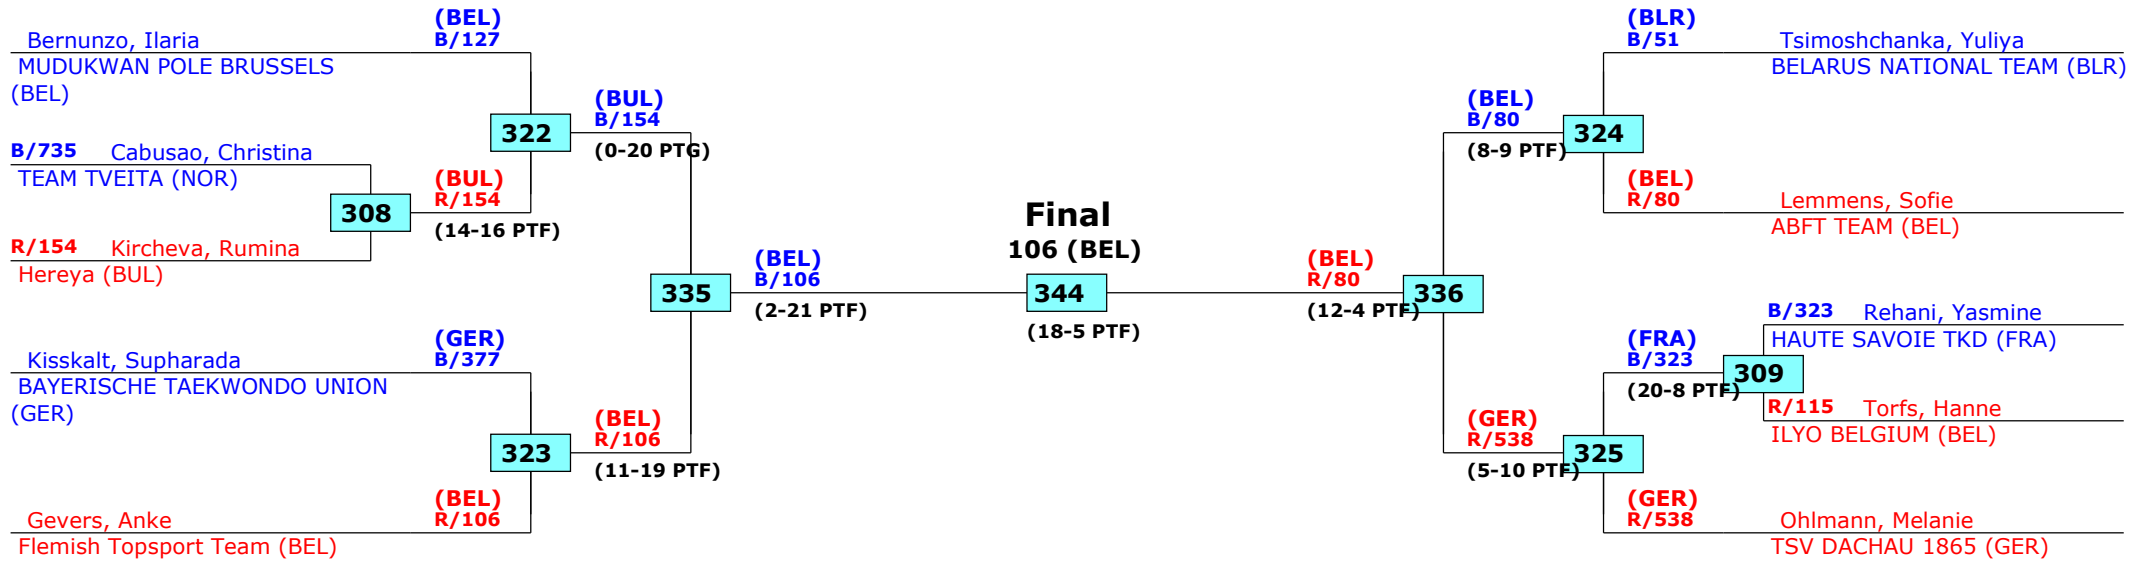 (BEL)
Bernunzo, Ilaria B/127
MUDUKWAN POLE BRUSSELS
(BEL)
(BUL)
B/154
322
(0-20 PTG)
B/735 Cabusao, Christina
TEAM TVEITA (NOR)
(BUL)
R/154
308
(14-16 PTF)
R/154 Kircheva, Rumina
Hereya (BUL)
(BEL)
B/106
335
(2-21 PTF)
(GER)
Kisskalt, Supharada B/377
BAYERISCHE TAEKWONDO UNION
(GER)
(BEL)
R/106
323
(11-19 PTF)
(BEL)
Gevers, Anke R/106
Flemish Topsport Team (BEL)
Final
106 (BEL)
344
(18-5 PTF)
(BLR)
B/51 Tsimoshchanka, Yuliya
BELARUS NATIONAL TEAM (BLR)
(BEL)
B/80
324
(8-9 PTF)
(BEL)
R/80 Lemmens, Sofie
ABFT TEAM (BEL)
(BEL)
R/80
336
(12-4 PTF)
B/323 Rehani, Yasmine
HAUTE SAVOIE TKD (FRA)
(FRA)
B/323
309
(20-8 PTF)
R/115 Torfs, Hanne
ILYO BELGIUM (BEL)
(GER)
R/538
325
(5-10 PTF)
(GER)
R/538 Ohlmann, Melanie
TSV DACHAU 1865 (GER)